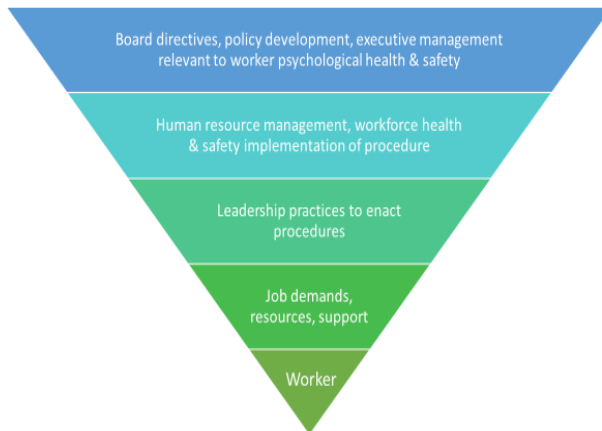 Board directives, policy development, executive management
relevant to worker psychological health & safety
Human resource management, workforce health
& safety implementation of procedure
Leadership practices to enact
procedures
Job demands,
resources, support
Worker